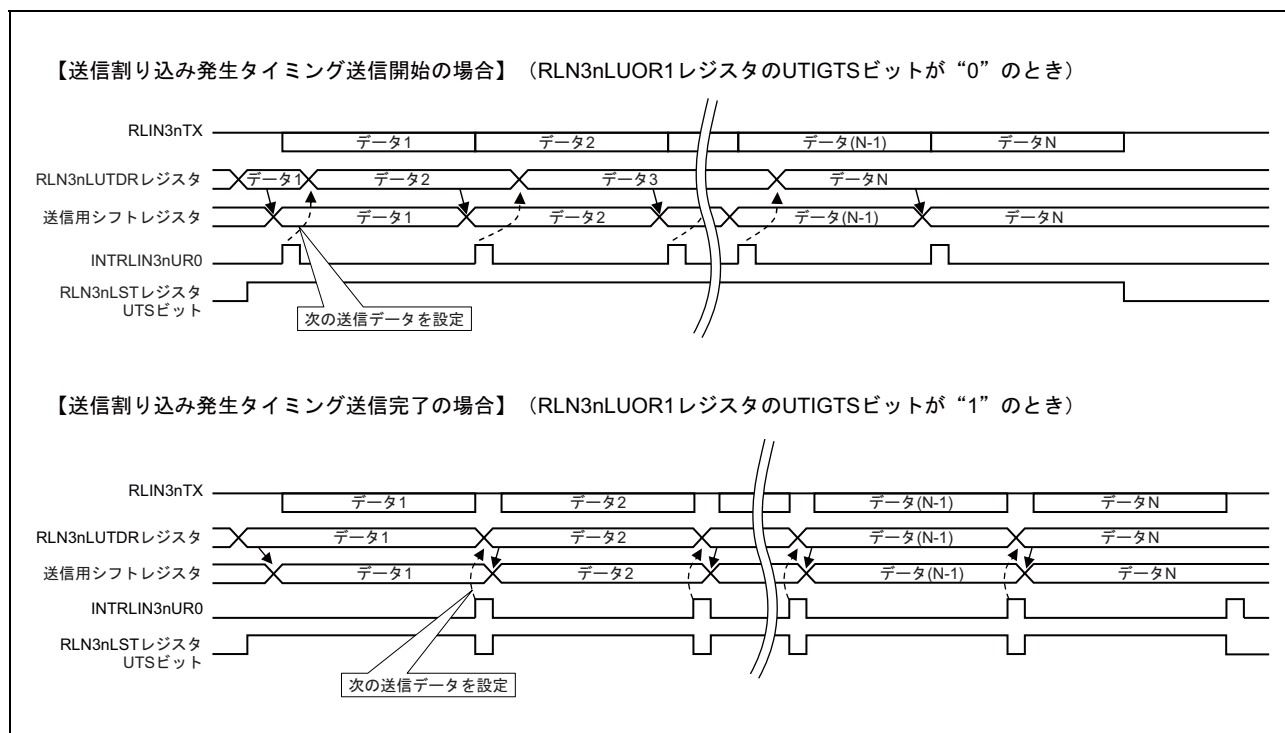 【送信割り込み発生タイミング送信開始の場合】（RLN3nLUOR1レジスタのUTIGTSビットが“0”のとき）
RLIN3nTX
データ1 データ2 データ(N-1) データN
RLN3nLUTDRレジスタ
データ1 データ2 データ3 データN
送信用シフトレジスタ
データ1 データ2 データ(N-1) データN
INTRLIN3nUR0
RLN3nLSTレジスタ
UTSビット
次の送信データを設定
【送信割り込み発生タイミング送信完了の場合】（RLN3nLUOR1レジスタのUTIGTSビットが“1”のとき）
RLIN3nTX
データ1 データ2 データ(N-1) データN
RLN3nLUTDRレジスタ
データ1 データ2 データ(N-1) データN
送信用シフトレジスタ
データ1 データ2 データ(N-1) データN
INTRLIN3nUR0
RLN3nLSTレジスタ
UTSビット
次の送信データを設定